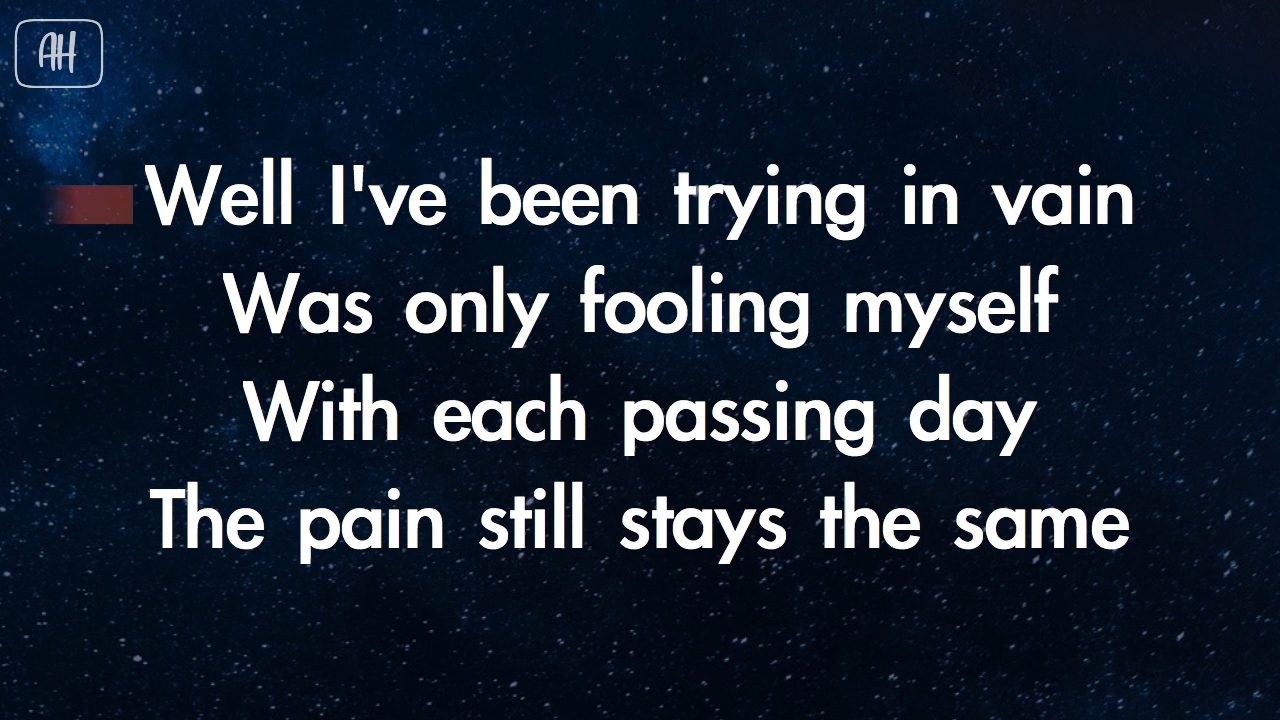 AH
Well I've been trying in vain
Was only fooling myself
With each passing day
The pain still stays the same